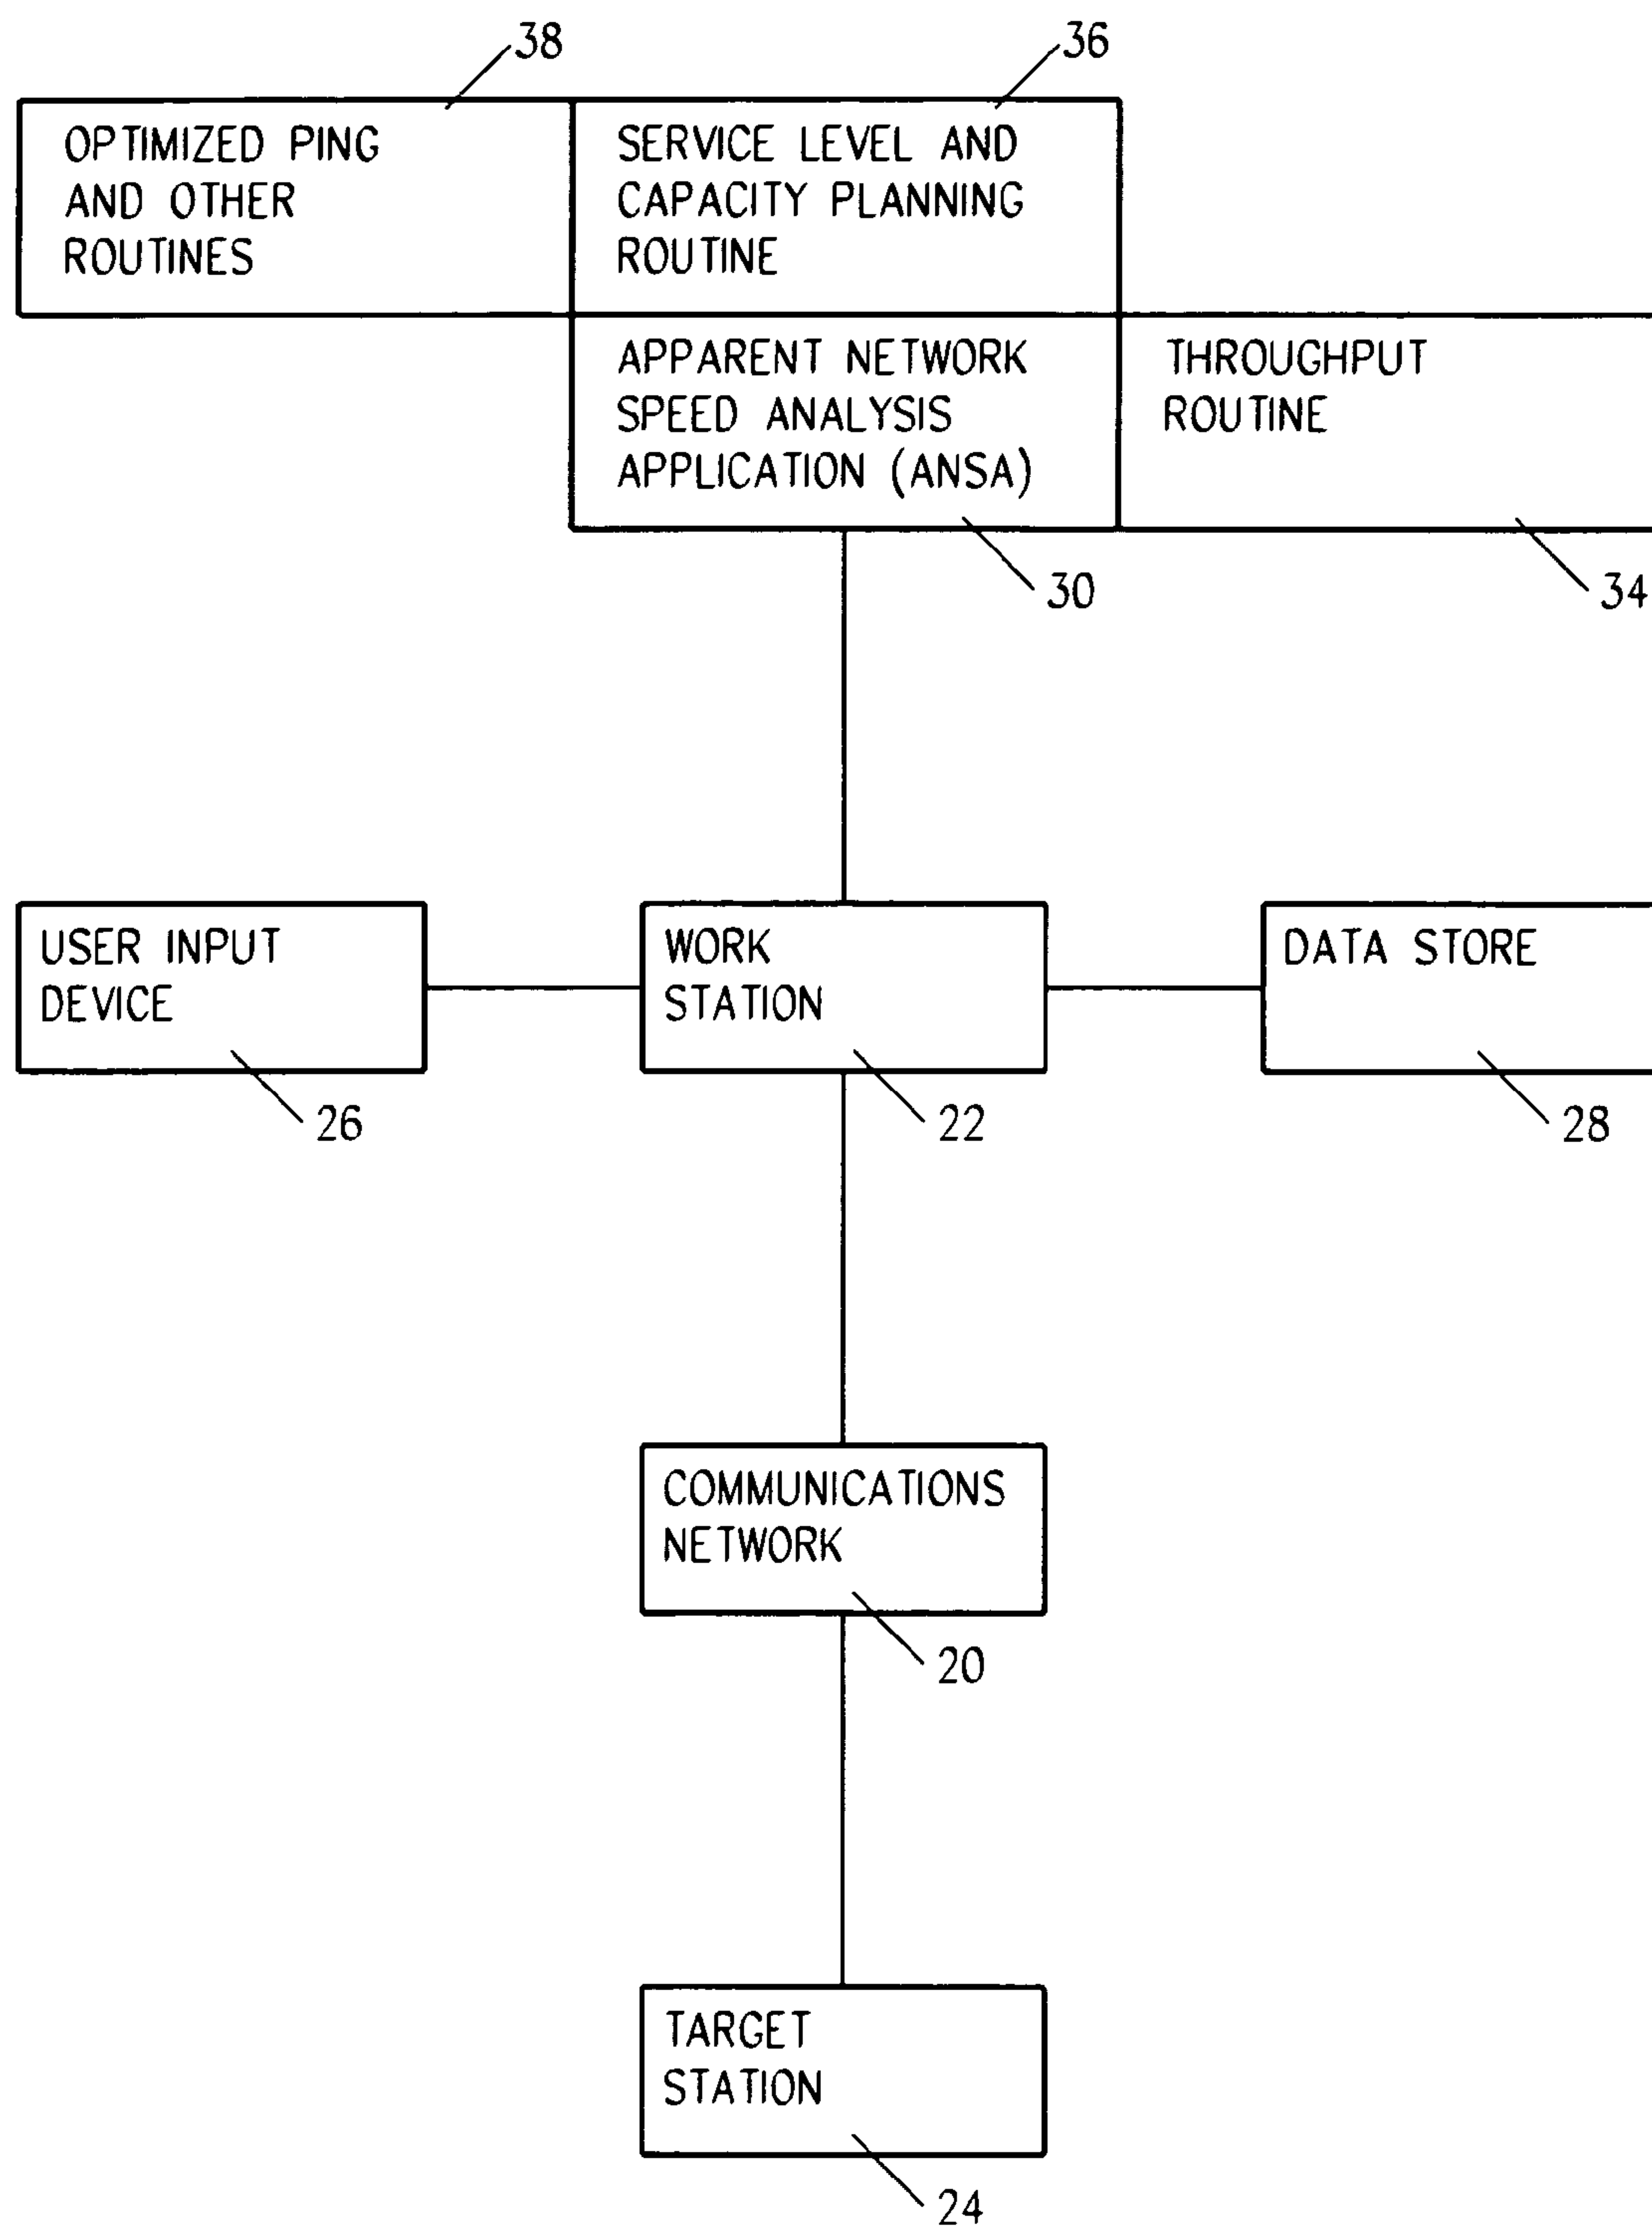 38
36
OPTIMIZED PING
AND OTHER
ROUTINES
SERVICE LEVEL AND
CAPACITY PLANNING
ROUTINE
APPARENT NETWORK
SPEED ANALYSIS
APPLICATION (ANSA)
THROUGHPUT
ROUTINE
30
34
USER INPUT
DEVICE
WORK
STATION
DATA STORE
26
22
28
COMMUNICATIONS
NETWORK
20
TARGET
STATION
24